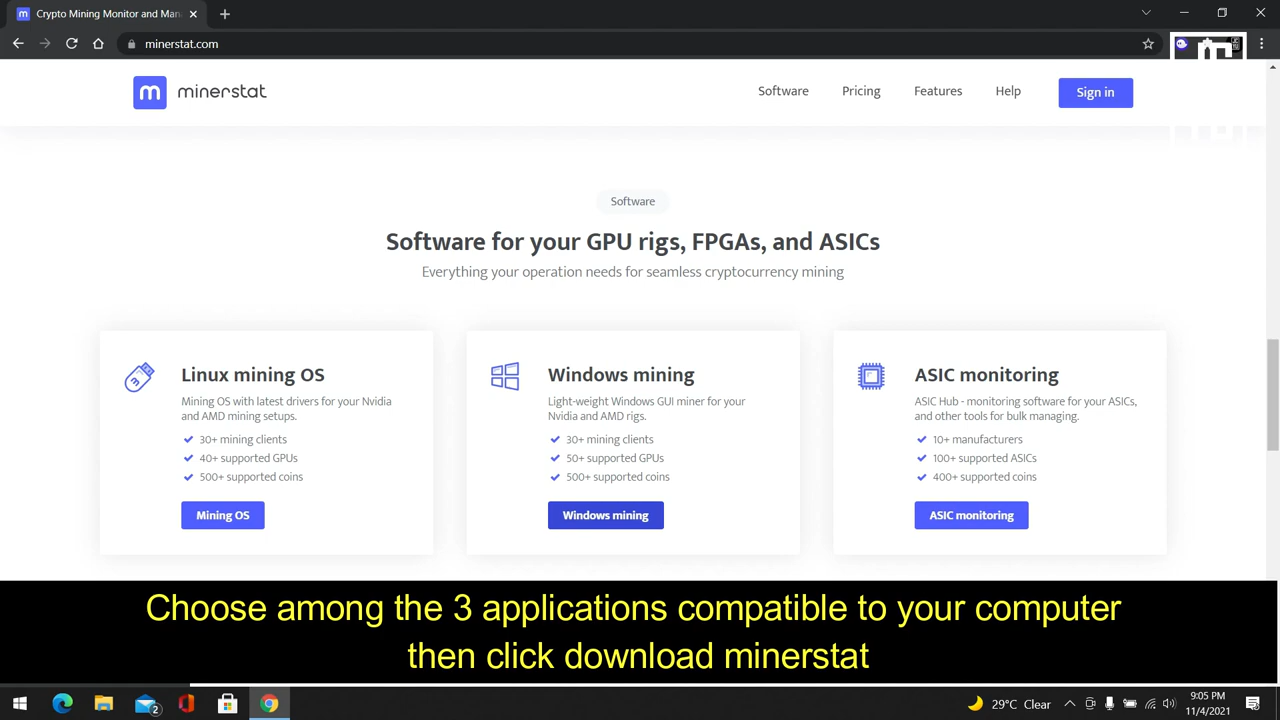 Crypto Mining Monitor and Man
minerstat.com
m minerstat
Software
Pricing
Features
Help
Sign in
Software
Software for your GPU rigs, FPGAs, and ASICs
Everything your operation needs for seamless cryptocurrency mining
Linux mining OS
Mining OS with latest drivers for your Nvidia
and AMD mining setups.
30+ mining clients
40+ supported GPUs
500+ supported coins
Mining OS
Windows mining
Light-weight Windows GUI miner for your
Nvidia and AMD rigs.
30+ mining clients
50+ supported GPUs
500+ supported coins
Windows mining
ASIC monitoring
ASIC Hub - monitoring software for your ASICs,
and other tools for bulk managing.
10+ manufacturers
100+ supported ASICs
400+ supported coins
ASIC monitoring
Choose among the 3 applications compatible to your computer
then click download minerstat
2
29°C Clear
9:05 PM
11/4/2021